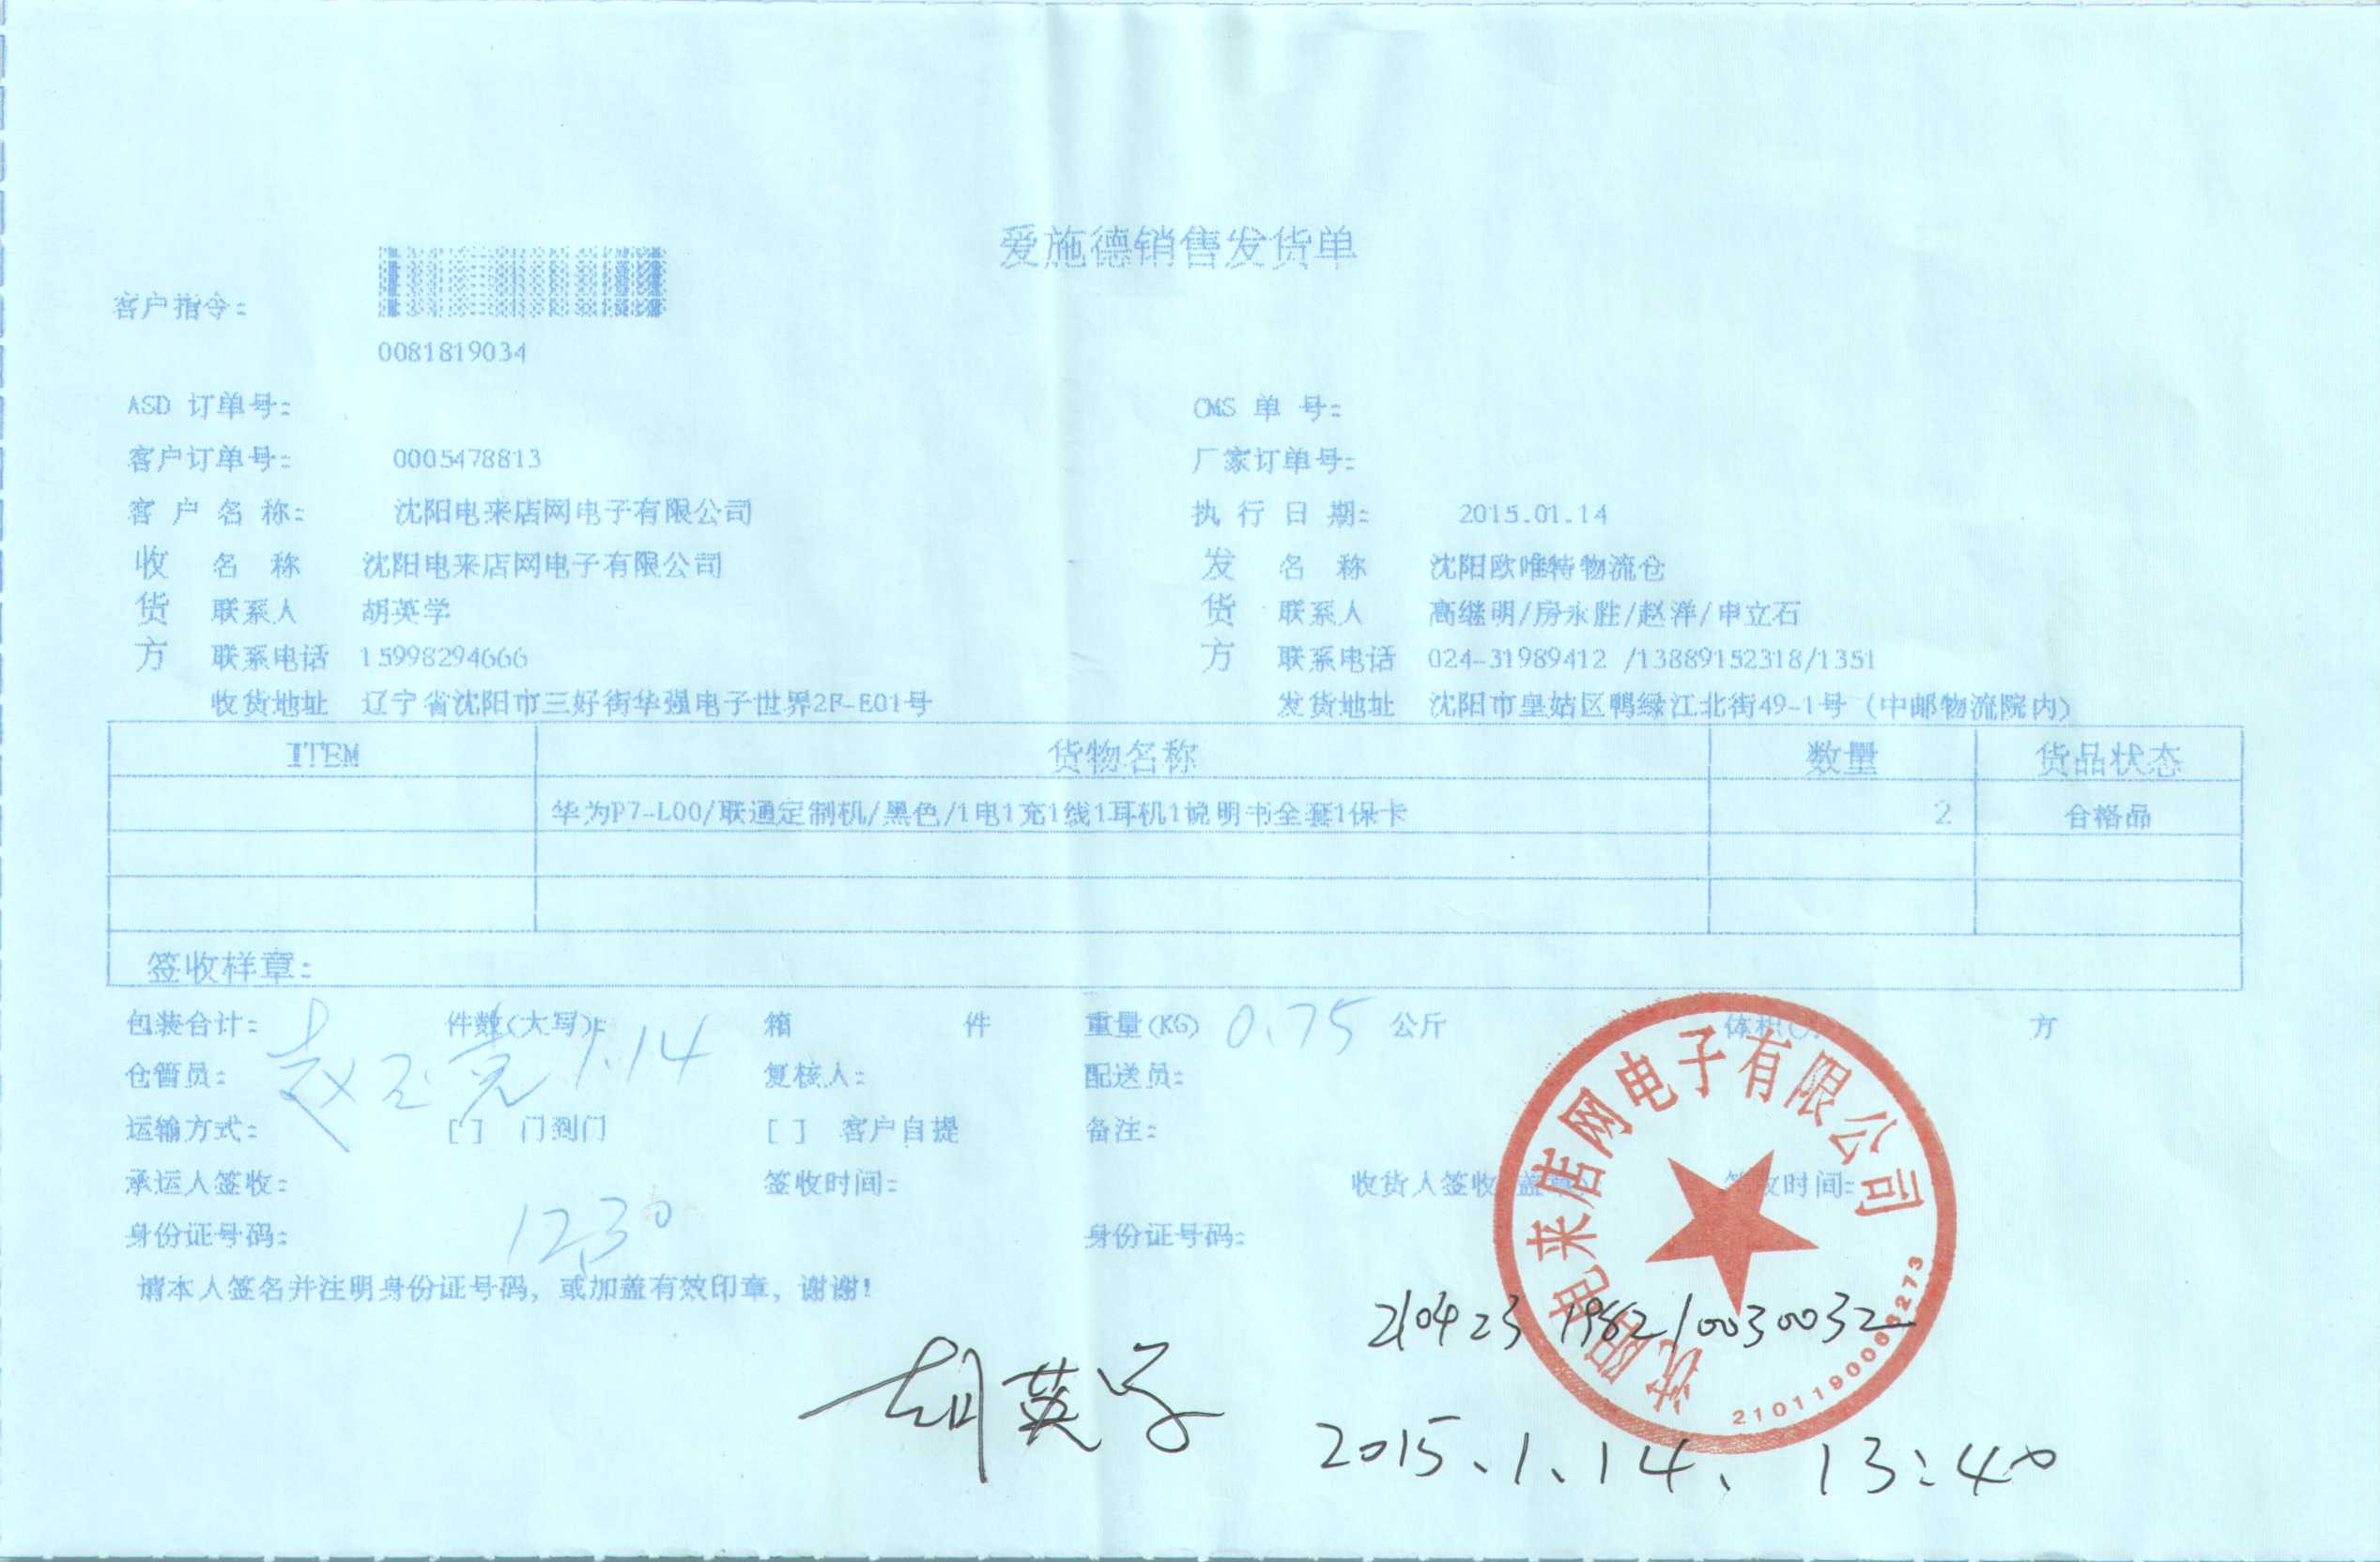 爱施德销售发货单
客户指令:
0081819034
ASD 订单号: CMS 单 号:
客户订单号: 0005478813 厂家订单号:
客 户 名 称: 沈阳电来店网电子有限公司 执 行 日 期: 2015.01.14
收 名 称 沈阳电来店网电子有限公司 发 名 称 沈阳欧唯特物流仓
货 联系人 胡英学 货 联系人 高继明/房永胜/赵洋/申立石
方 联系电话 15998294666 方 联系电话 024-31989412 /13889152318/1351
收货地址 辽宁省沈阳市三好街华强电子世界2F-E01号 发货地址 沈阳市皇姑区鸭绿江北街49-1号 (中邮物流院内)
ITEM 货物名称 数量 货品状态
华为P7-L00/联通定制机/黑色/1电1充1线1耳机1说明书全套1保卡 2 合格品
签收样章:
包装合计: 件数(大写): 箱 件 重量(KG) 0.75 公斤 体积 方
仓管员: 1.14 复核人: 配送员:
运输方式: [ ] 门到门 [ ] 客户自提 备注:
承运人签收: 签收时间: 收货人签收 签收时间:
身份证号码: 12.30 身份证号码:
请本人签名并注明身份证号码, 或加盖有效印章, 谢谢!
沈阳电来店网电子有限公司
胡英学
2015.1.14. 13:40